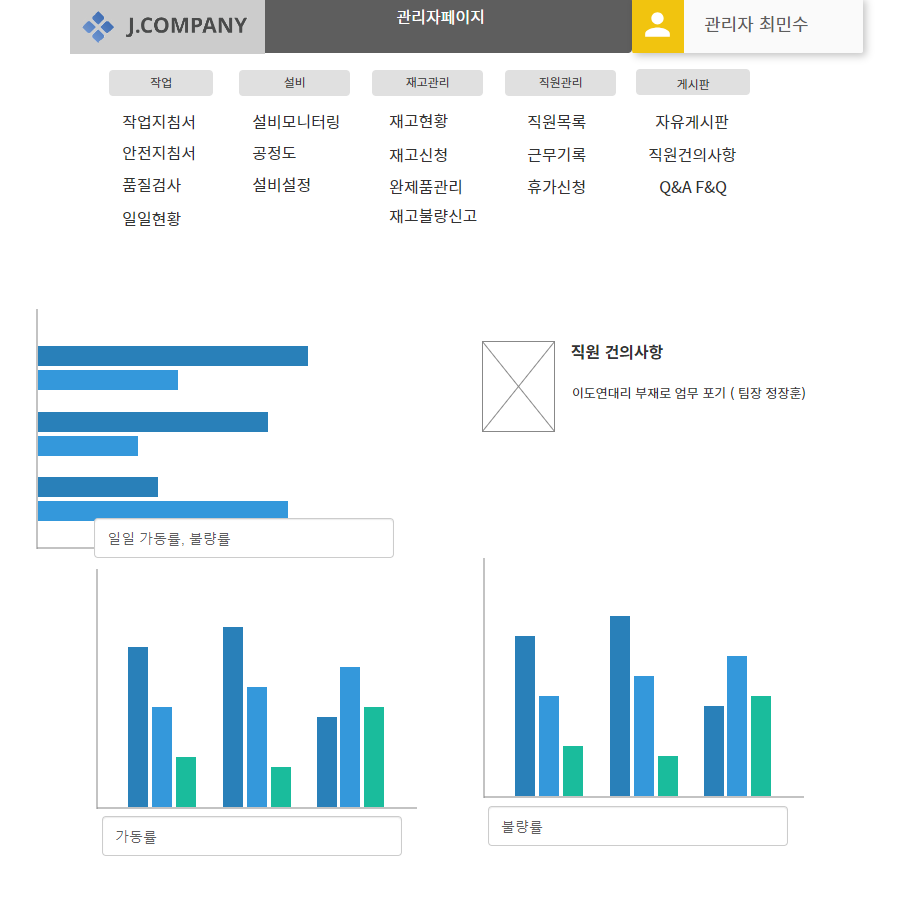 J.COMPANY
관리자페이지
관리자 최민수
작업
설비
재고관리
직원관리
게시판
작업지침서
안전지침서
품질검사
일일현황
설비모니터링
공정도
설비설정
재고현황
재고신청
완제품관리
재고불량신고
직원목록
근무기록
휴가신청
자유게시판
직원건의사항
Q&A F&Q
직원 건의사항
이도연대리 부재로 업무 포기 ( 팀장 정장훈)
일일 가동률, 불량률
가동률
불량률